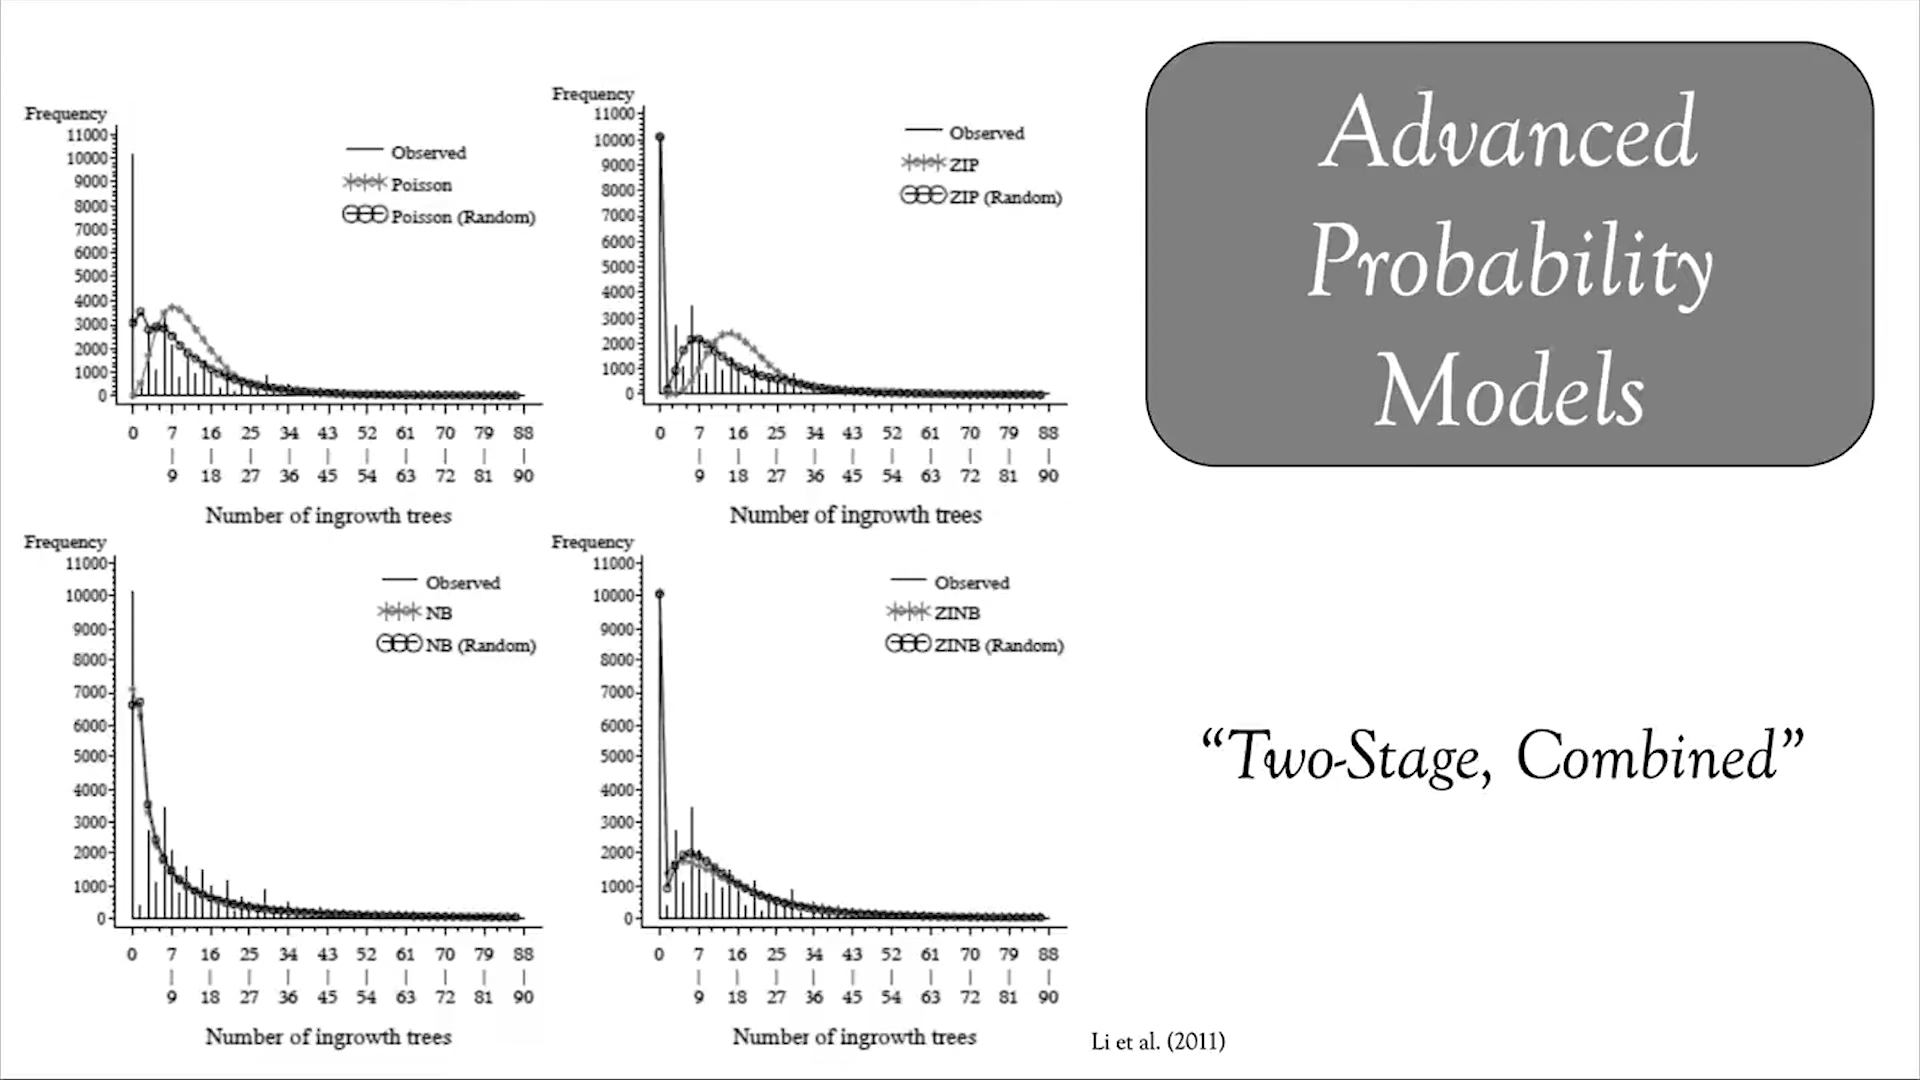 Advanced
Probability
Models
Frequency
11000
10000
9000
8000
7000
6000
5000
4000
3000
2000
1000
0
Observed
Poisson
Poisson (Random)
0 7 16 25 34 43 52 61 70 79 88
9 18 27 36 45 54 63 72 81 90
Number of ingrowth trees
Frequency
11000
10000
9000
8000
7000
6000
5000
4000
3000
2000
1000
0
Observed
ZIP
ZIP (Random)
0 7 16 25 34 43 52 61 70 79 88
9 18 27 36 45 54 63 72 81 90
Number of ingrowth trees
Frequency
11000
10000
9000
8000
7000
6000
5000
4000
3000
2000
1000
0
Observed
NB
NB (Random)
0 7 16 25 34 43 52 61 70 79 88
9 18 27 36 45 54 63 72 81 90
Number of ingrowth trees
Frequency
11000
10000
9000
8000
7000
6000
5000
4000
3000
2000
1000
0
Observed
ZINB
ZINB (Random)
0 7 16 25 34 43 52 61 70 79 88
9 18 27 36 45 54 63 72 81 90
Number of ingrowth trees
“Two-Stage, Combined”
Li et al. (2011)